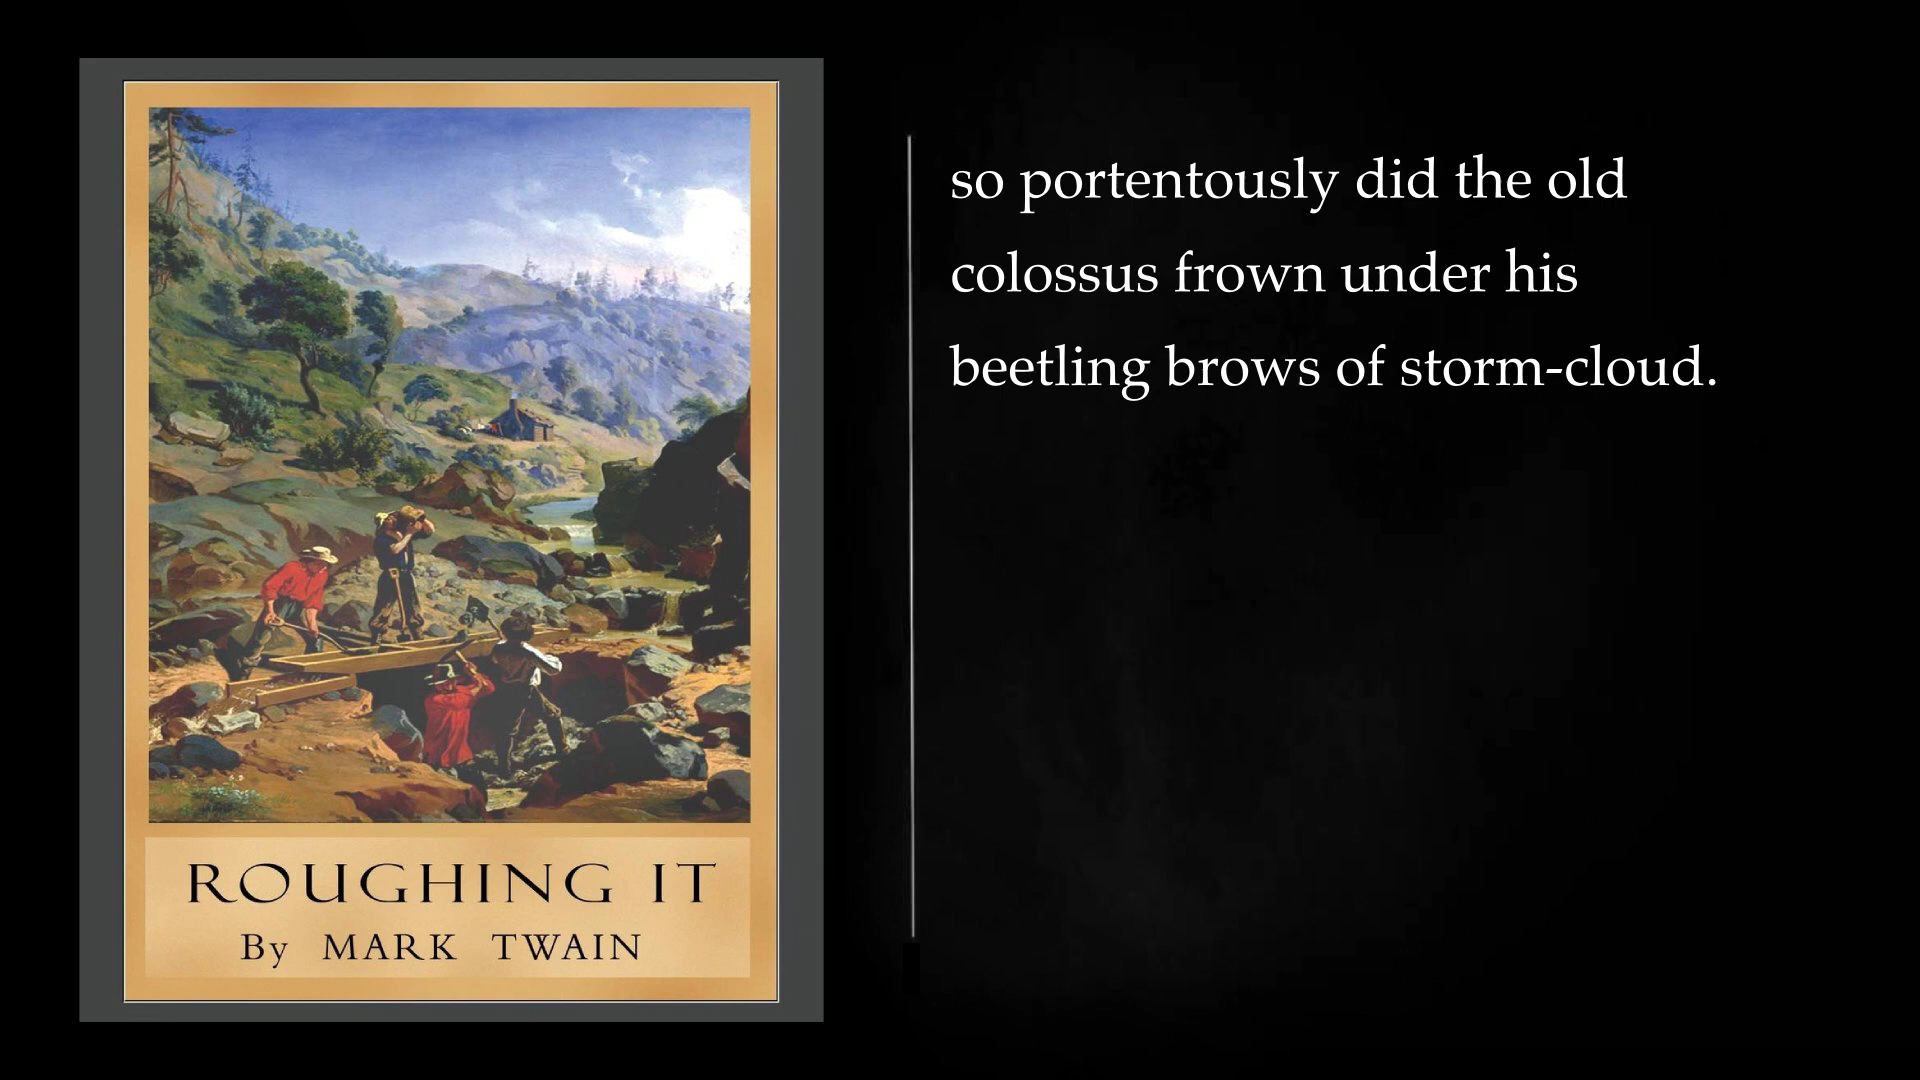 ROUGHING IT
By MARK TWAIN
so portentously did the old
colossus frown under his
beetling brows of storm-cloud.